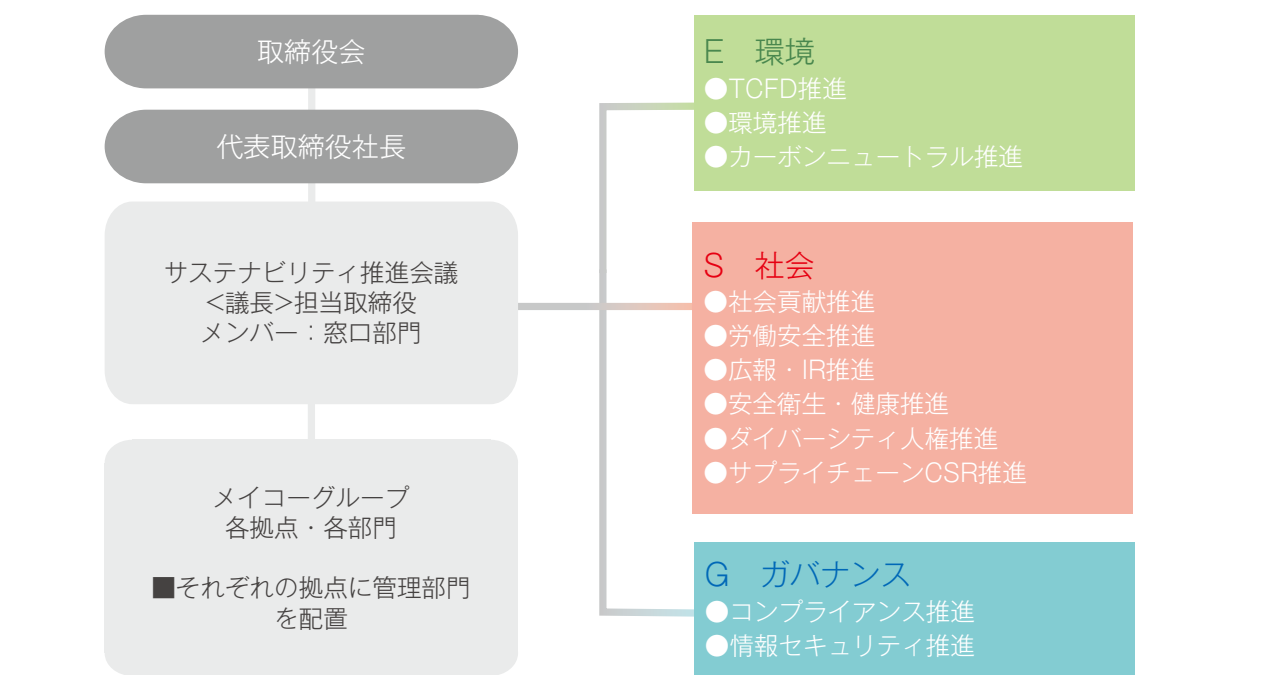 取締役会
代表取締役社長
サステナビリティ推進会議
<議長>担当取締役
メンバー：窓口部門
メイコーグループ
各拠点・各部門
■それぞれの拠点に管理部門
を配置
E　環境
●TCFD推進
●環境推進
●カーボンニュートラル推進
S　社会
●社会貢献推進
●労働安全推進
●広報・IR推進
●安全衛生・健康推進
●ダイバーシティ人権推進
●サプライチェーンCSR推進
G　ガバナンス
●コンプライアンス推進
●情報セキュリティ推進